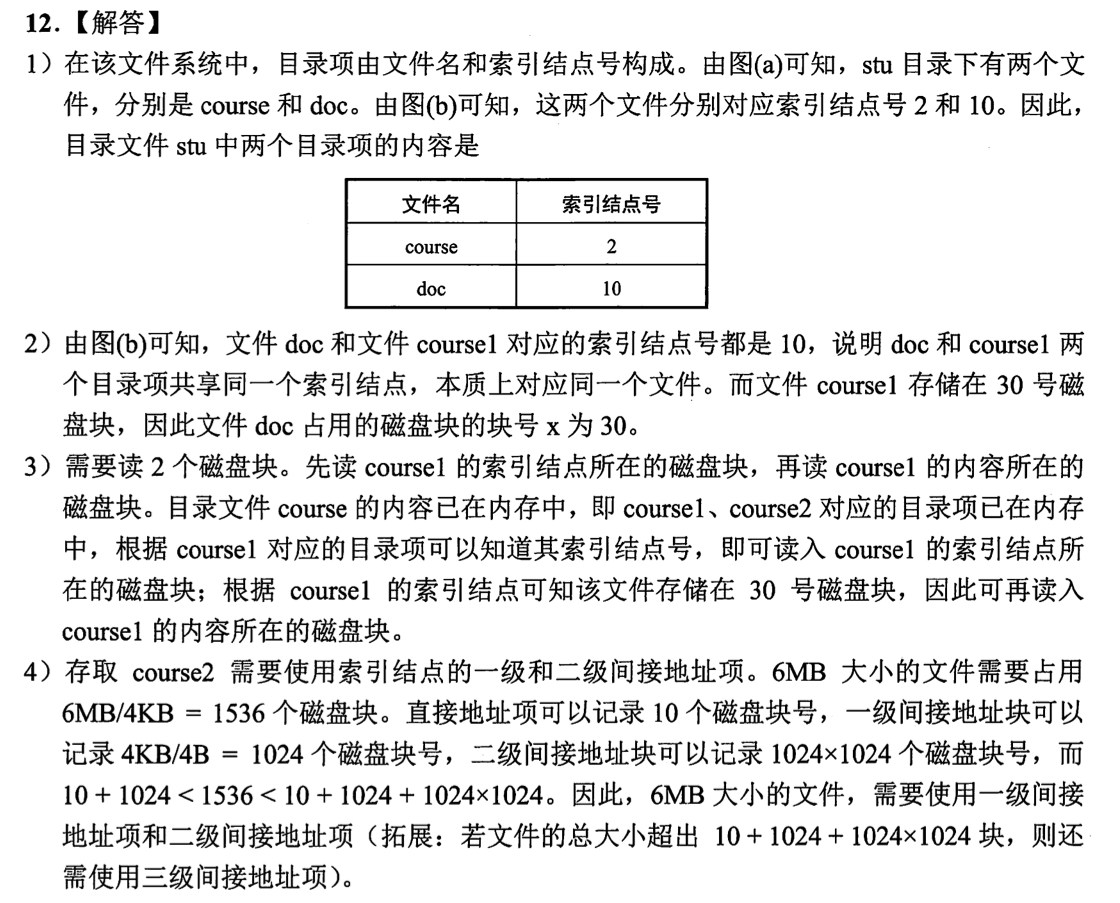 12.【解答】
1）在该文件系统中，目录项由文件名和索引结点号构成。由图(a)可知，stu 目录下有两个文
件，分别是 course 和 doc。由图(b)可知，这两个文件分别对应索引结点号 2 和 10。因此，
目录文件 stu 中两个目录项的内容是
文件名 索引结点号
course 2
doc 10
2）由图(b)可知，文件 doc 和文件 course1 对应的索引结点号都是 10，说明 doc 和 course1 两
个目录项共享同一个索引结点，本质上对应同一个文件。而文件 course1 存储在 30 号磁
盘块，因此文件 doc 占用的磁盘块的块号 x 为 30。
3）需要读 2 个磁盘块。先读 course1 的索引结点所在的磁盘块，再读 course1 的内容所在的
磁盘块。目录文件 course 的内容已在内存中，即 course1、course2 对应的目录项已在内存
中，根据 course1 对应的目录项可以知道其索引结点号，即可读入 course1 的索引结点所
在的磁盘块；根据 course1 的索引结点可知该文件存储在 30 号磁盘块，因此可再读入
course1 的内容所在的磁盘块。
4）存取 course2 需要使用索引结点的一级和二级间接地址项。6MB 大小的文件需要占用
6MB/4KB = 1536 个磁盘块。直接地址项可以记录 10 个磁盘块号，一级间接地址块可以
记录 4KB/4B = 1024 个磁盘块号，二级间接地址块可以记录 1024×1024 个磁盘块号，而
10 + 1024 < 1536 < 10 + 1024 + 1024×1024。因此，6MB 大小的文件，需要使用一级间接
地址项和二级间接地址项（拓展：若文件的总大小超出 10 + 1024 + 1024×1024 块，则还
需使用三级间接地址项）。